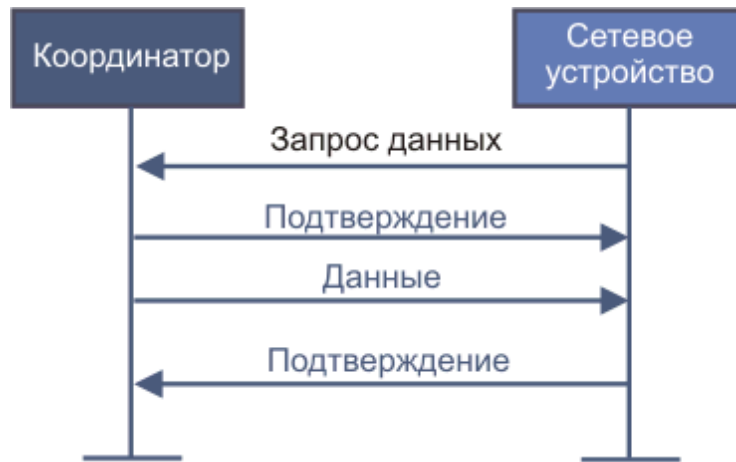 Координатор
Сетевое
устройство
Запрос данных
Подтверждение
Данные
Подтверждение